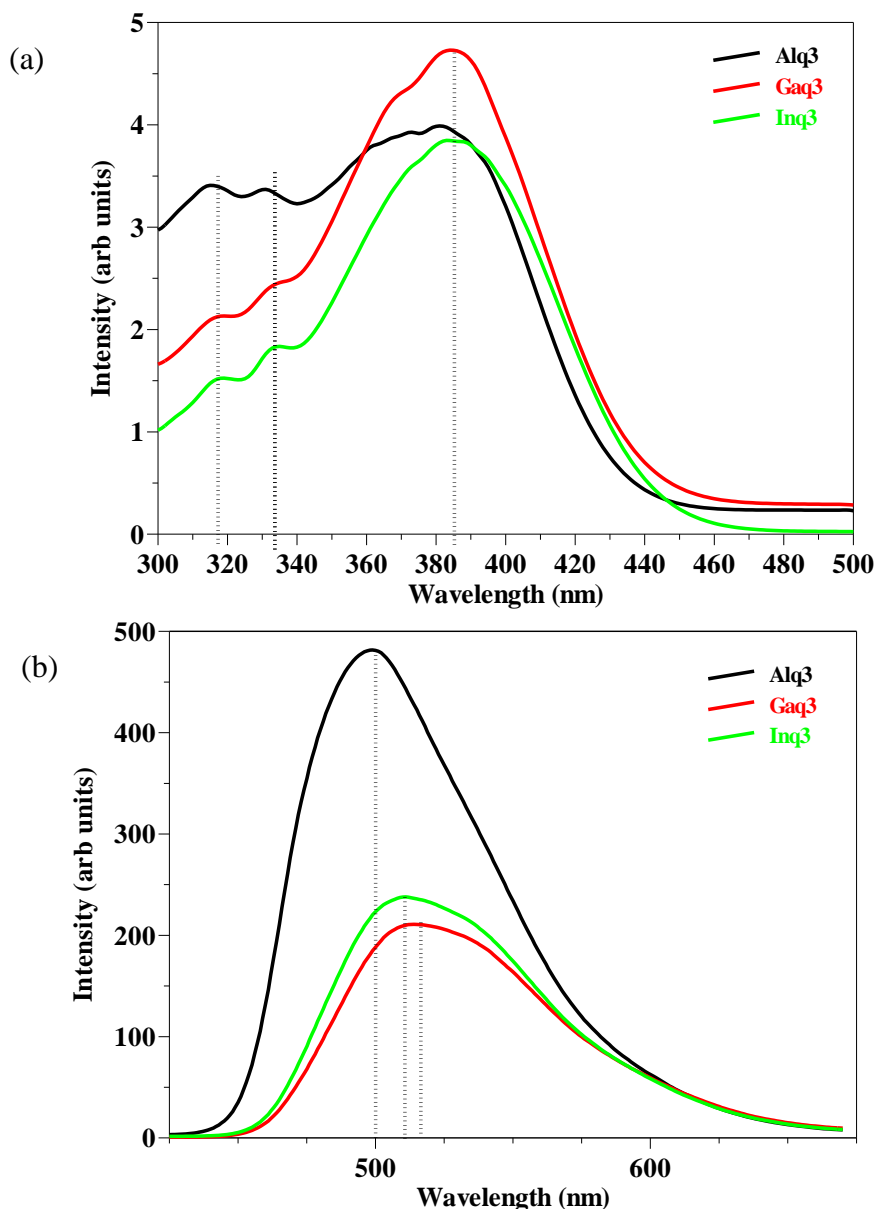 (a)
5
4
3
2
1
0
Intensity (arb units)
Alq3
Gaq3
Inq3
300 320 340 360 380 400 420 440 460 480 500
Wavelength (nm)
(b)
500
400
300
200
100
0
Intensity (arb units)
Alq3
Gaq3
Inq3
500 600
Wavelength (nm)